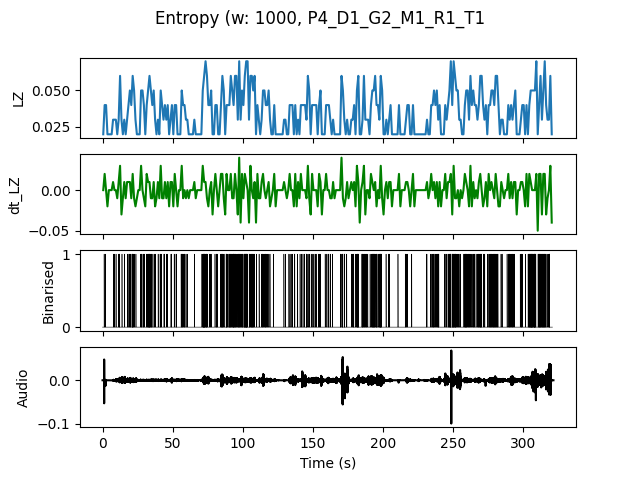 Entropy (w: 1000, P4_D1_G2_M1_R1_T1
LZ
0.050
0.025
dt_LZ
0.00
−0.05
Binarised
1
0
Audio
0.0
−0.1
0 50 100 150 200 250 300
Time (s)